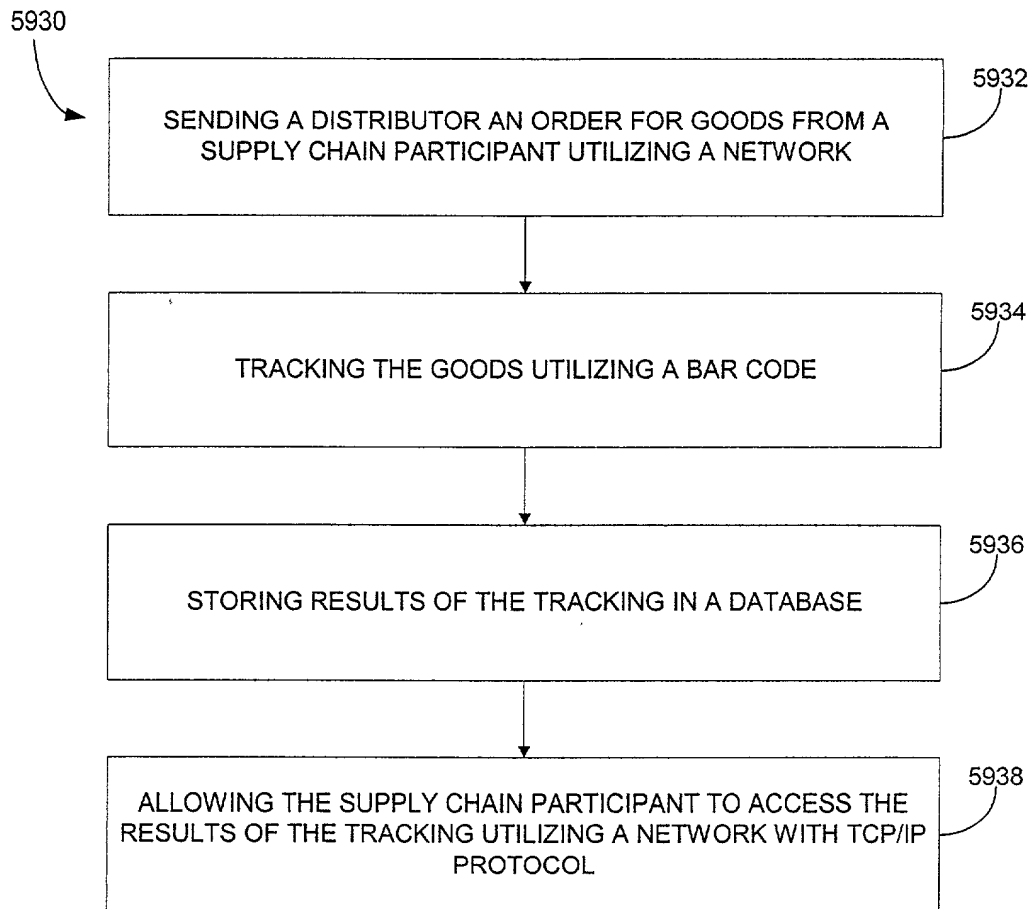 5930
5932
SENDING A DISTRIBUTOR AN ORDER FOR GOODS FROM A
SUPPLY CHAIN PARTICIPANT UTILIZING A NETWORK
5934
TRACKING THE GOODS UTILIZING A BAR CODE
5936
STORING RESULTS OF THE TRACKING IN A DATABASE
5938
ALLOWING THE SUPPLY CHAIN PARTICIPANT TO ACCESS THE
RESULTS OF THE TRACKING UTILIZING A NETWORK WITH TCP/IP
PROTOCOL